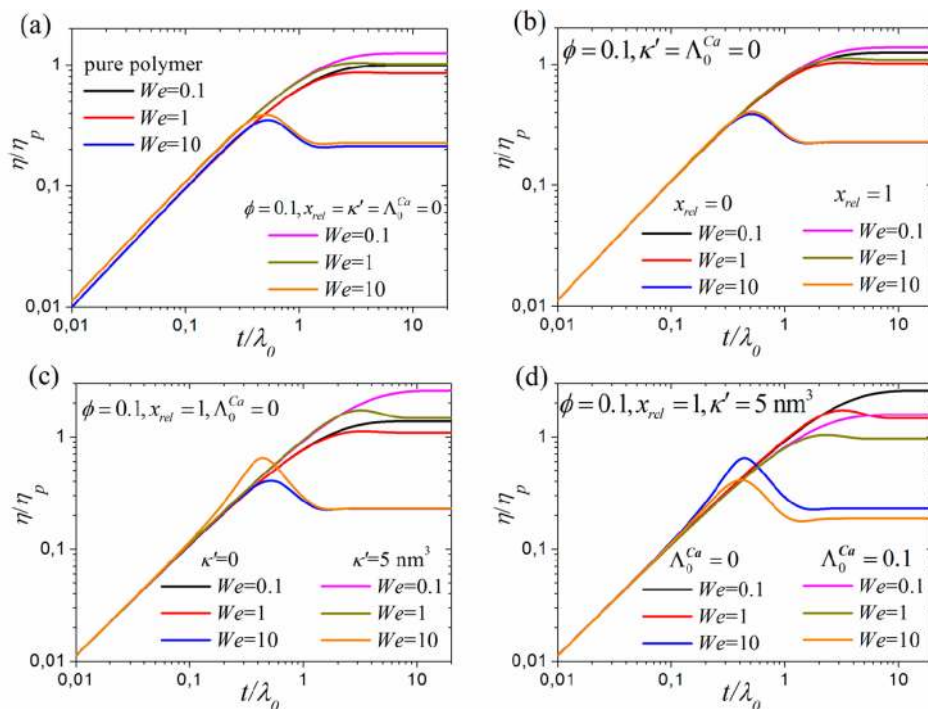 (a)
pure polymer
We=0.1
We=1
We=10
ϕ=0.1, x_rel = κ' = Λ_0^Ca = 0
We=0.1
We=1
We=10
1
0,1
0,01
0,01 0,1 1 10
η/η_p
t/λ_0
(b)
ϕ=0.1, κ' = Λ_0^Ca = 0
x_rel = 0 x_rel = 1
We=0.1 We=0.1
We=1 We=1
We=10 We=10
1
0,1
0,01
0,01 0,1 1 10
η/η_p
t/λ_0
(c)
ϕ=0.1, x_rel=1, Λ_0^Ca=0
κ'=0 κ'=5 nm³
We=0.1 We=0.1
We=1 We=1
We=10 We=10
1
0,1
0,01
0,01 0,1 1 10
η/η_p
t/λ_0
(d)
ϕ=0.1, x_rel=1, κ'=5 nm³
Λ_0^Ca=0 Λ_0^Ca=0.1
We=0.1 We=0.1
We=1 We=1
We=10 We=10
1
0,1
0,01
0,01 0,1 1 10
η/η_p
t/λ_0